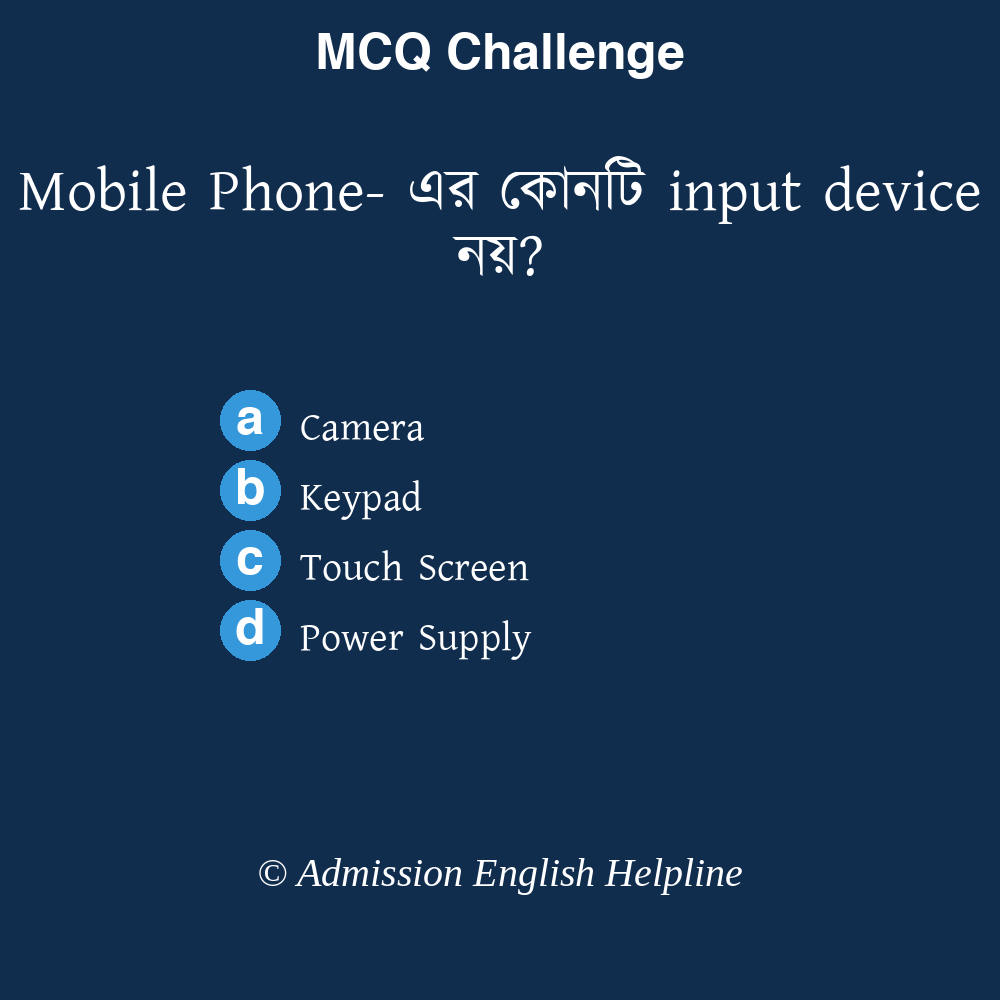 MCQ Challenge
Mobile Phone- এর কোনটি input device
নয়?
a Camera
b Keypad
c Touch Screen
d Power Supply
© Admission English Helpline